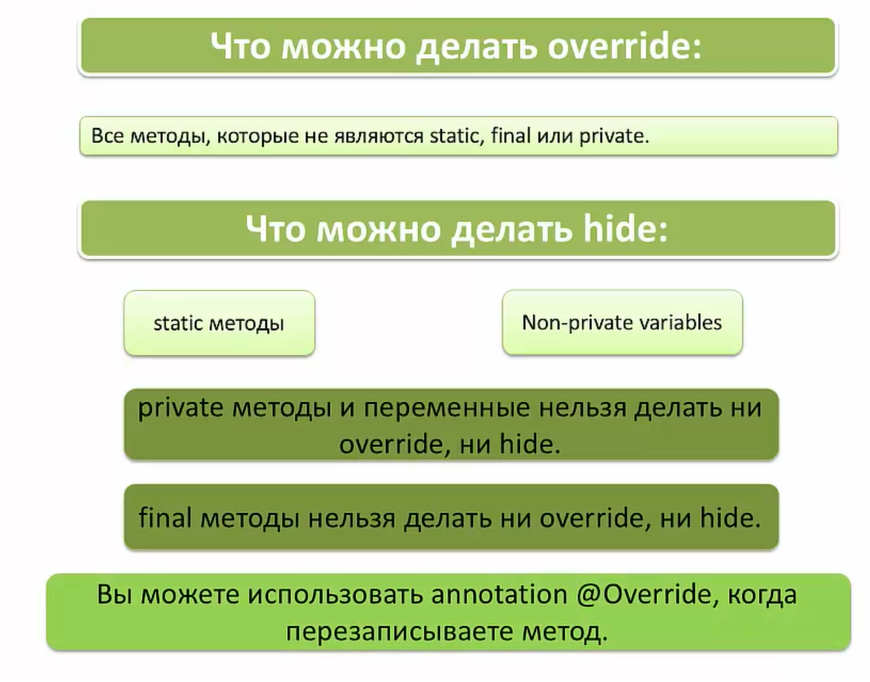 Что можно делать override:
Все методы, которые не являются static, final или private.
Что можно делать hide:
static методы
Non-private variables
private методы и переменные нельзя делать ни
override, ни hide.
final методы нельзя делать ни override, ни hide.
Вы можете использовать annotation @Override, когда
перезаписываете метод.